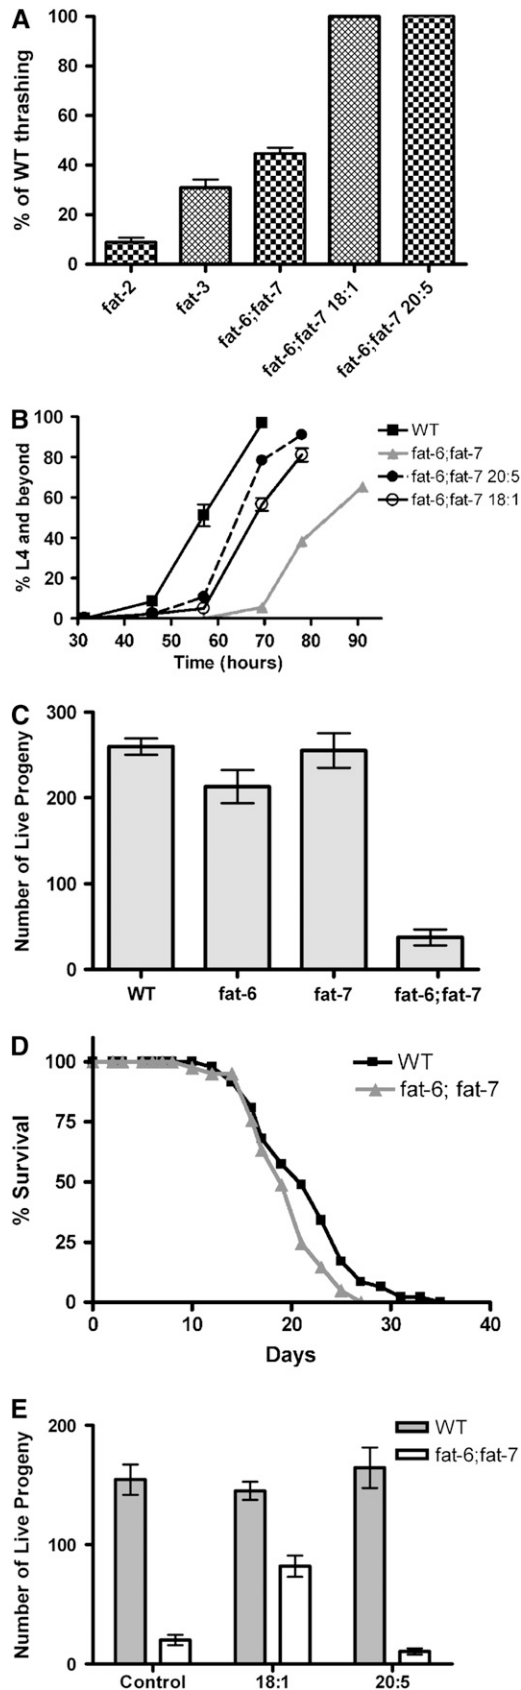 A
% of WT thrashing
100
80
60
40
20
0
fat-2
fat-3
fat-6;fat-7
fat-6;fat-7 18:1
fat-6;fat-7 20:5
B
% L4 and beyond
100
80
60
40
20
0
30 40 50 60 70 80 90
Time (hours)
WT
fat-6;fat-7
fat-6;fat-7 20:5
fat-6;fat-7 18:1
C
Number of Live Progeny
300
200
100
0
WT fat-6 fat-7 fat-6;fat-7
D
% Survival
100
75
50
25
0
0 10 20 30 40
Days
WT
fat-6; fat-7
E
Number of Live Progeny
200
100
0
Control 18:1 20:5
WT
fat-6;fat-7